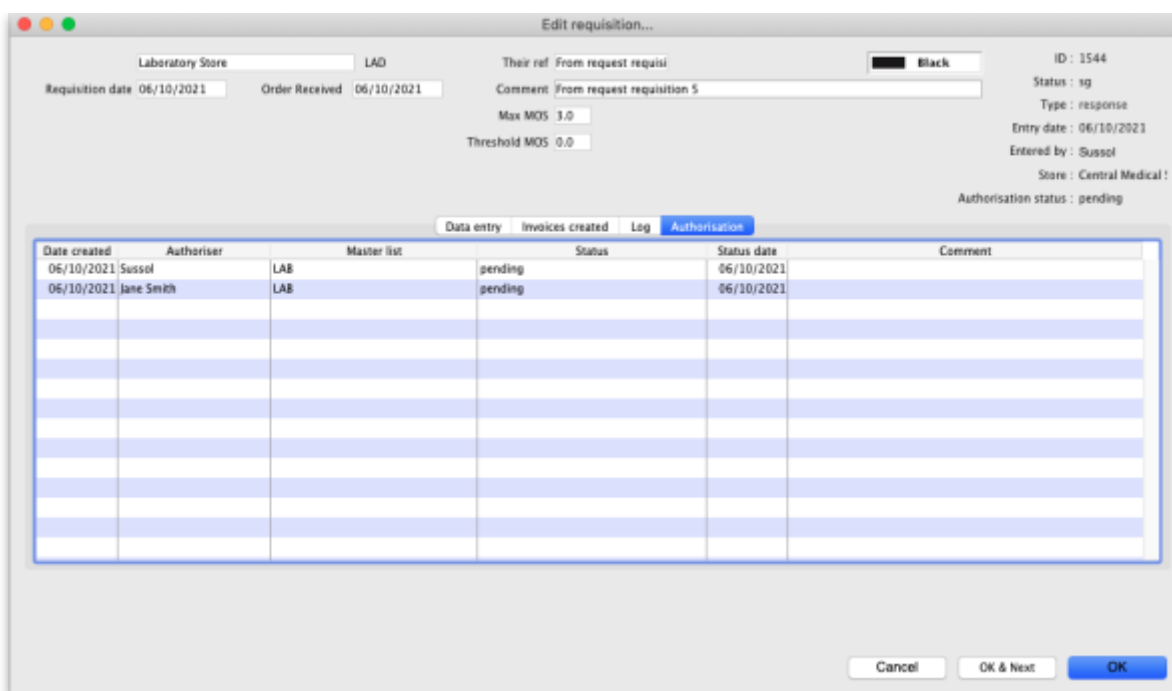 Edit requisition...
Laboratory Store LAD Their ref From request requisi Black ID : 1544
Requisition date 06/10/2021 Order Received 06/10/2021 Comment From request requisition 5 Status : sg
Max MOS 3.0 Type : response
Threshold MOS 0.0 Entry date : 06/10/2021
Entered by : Sussol
Store : Central Medical S
Authorisation status : pending
Data entry Invoices created Log Authorisation
Date created Authoriser Master list Status Status date Comment
06/10/2021 Sussol LAB pending 06/10/2021
06/10/2021 Jane Smith LAB pending 06/10/2021
Cancel OK & Next OK